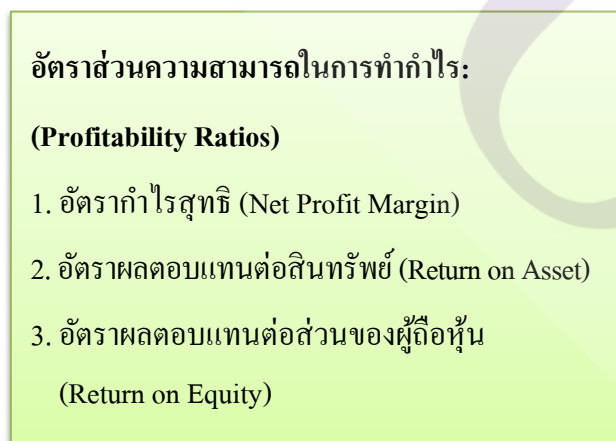 อัตราส่วนความสามารถในการทำกำไร:
(Profitability Ratios)
1. อัตรากำไรสุทธิ (Net Profit Margin)
2. อัตราผลตอบแทนต่อสินทรัพย์ (Return on Asset)
3. อัตราผลตอบแทนต่อส่วนของผู้ถือหุ้น
(Return on Equity)